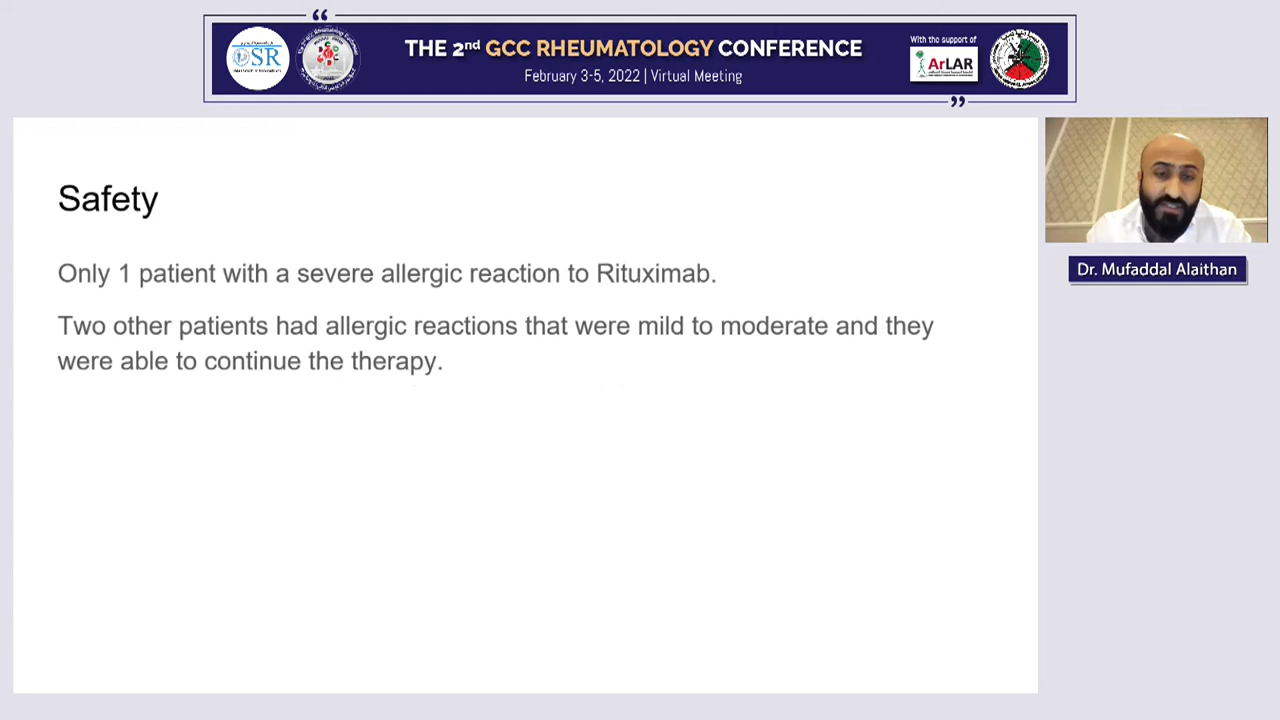 THE 2nd GCC RHEUMATOLOGY CONFERENCE
February 3-5, 2022 | Virtual Meeting
With the support of
ArLAR
OSR
Safety
Only 1 patient with a severe allergic reaction to Rituximab.
Two other patients had allergic reactions that were mild to moderate and they
were able to continue the therapy.
Dr. Mufaddal Alaithan